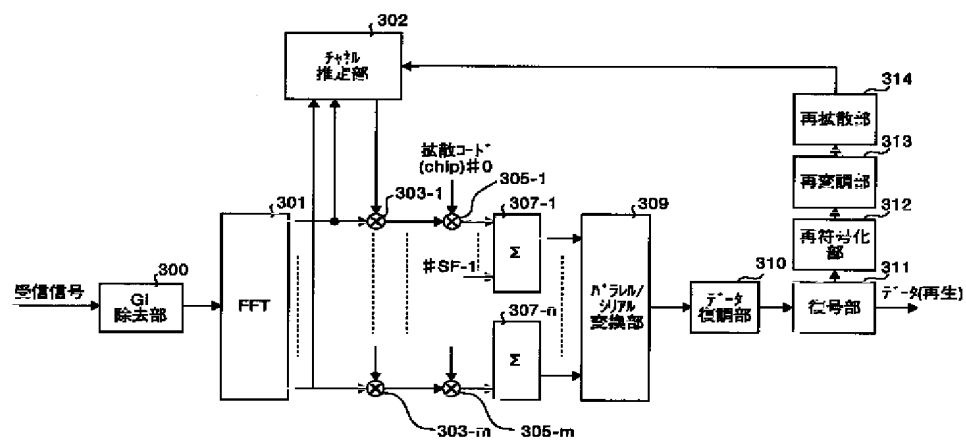 302
チャネル
推定部
314
再拡散部
拡散コード
(chip)#0
313
305-1
303-1
再変調部
301
307-1
309
312
Σ
再符号化
部
#SF-1
300
310
311
受信信号
GI
除去部
FFT
パラレル/
シリアル
変換部
データ
復調部
復号部
データ(再生)
307-n
Σ
303-m
305-m